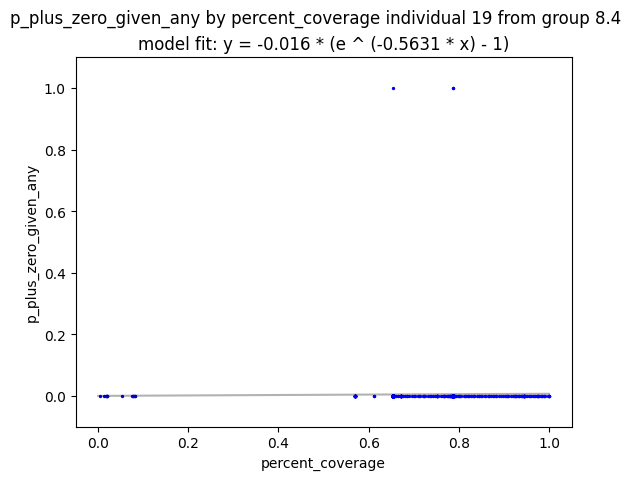 p_plus_zero_given_any by percent_coverage individual 19 from group 8.4
model fit: y = -0.016 * (e ^ (-0.5631 * x) - 1)
1.0
0.8
0.6
0.4
0.2
0.0
p_plus_zero_given_any
0.0 0.2 0.4 0.6 0.8 1.0
percent_coverage